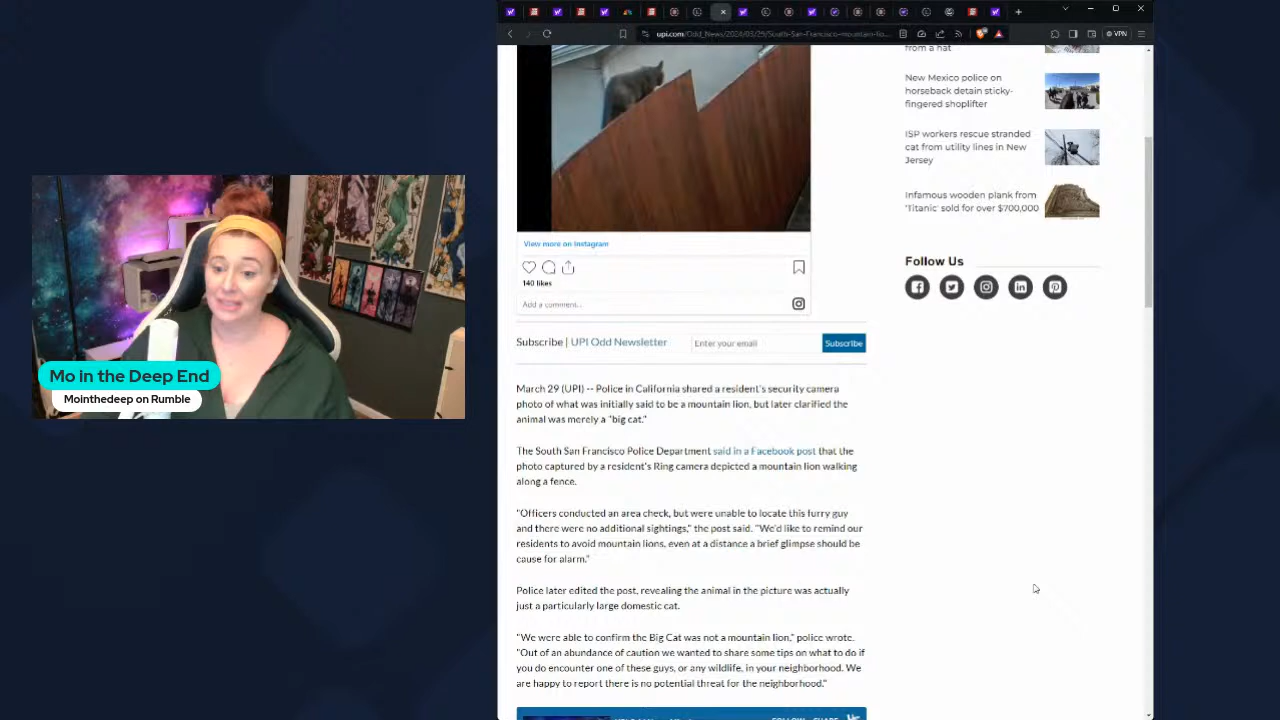 upi.com/Odd_News/2024/03/29/South-San-Francisco-mountain-lio...
VPN
from a hat
New Mexico police on
horseback detain sticky-
fingered shoplifter
ISP workers rescue stranded
cat from utility lines in New
Jersey
Infamous wooden plank from
'Titanic' sold for over $700,000
Follow Us
View more on Instagram
140 likes
Add a comment...
Subscribe | UPI Odd Newsletter
Enter your email
Subscribe
March 29 (UPI) -- Police in California shared a resident's security camera
photo of what was initially said to be a mountain lion, but later clarified the
animal was merely a "big cat."
The South San Francisco Police Department said in a Facebook post that the
photo captured by a resident's Ring camera depicted a mountain lion walking
along a fence.
"Officers conducted an area check, but were unable to locate this furry guy
and there were no additional sightings," the post said. "We'd like to remind our
residents to avoid mountain lions, even at a distance a brief glimpse should be
cause for alarm."
Police later edited the post, revealing the animal in the picture was actually
just a particularly large domestic cat.
"We were able to confirm the Big Cat was not a mountain lion," police wrote.
"Out of an abundance of caution we wanted to share some tips on what to do if
you do encounter one of these guys, or any wildlife, in your neighborhood. We
are happy to report there is no potential threat for the neighborhood."
Mo in the Deep End
Mointhedeep on Rumble